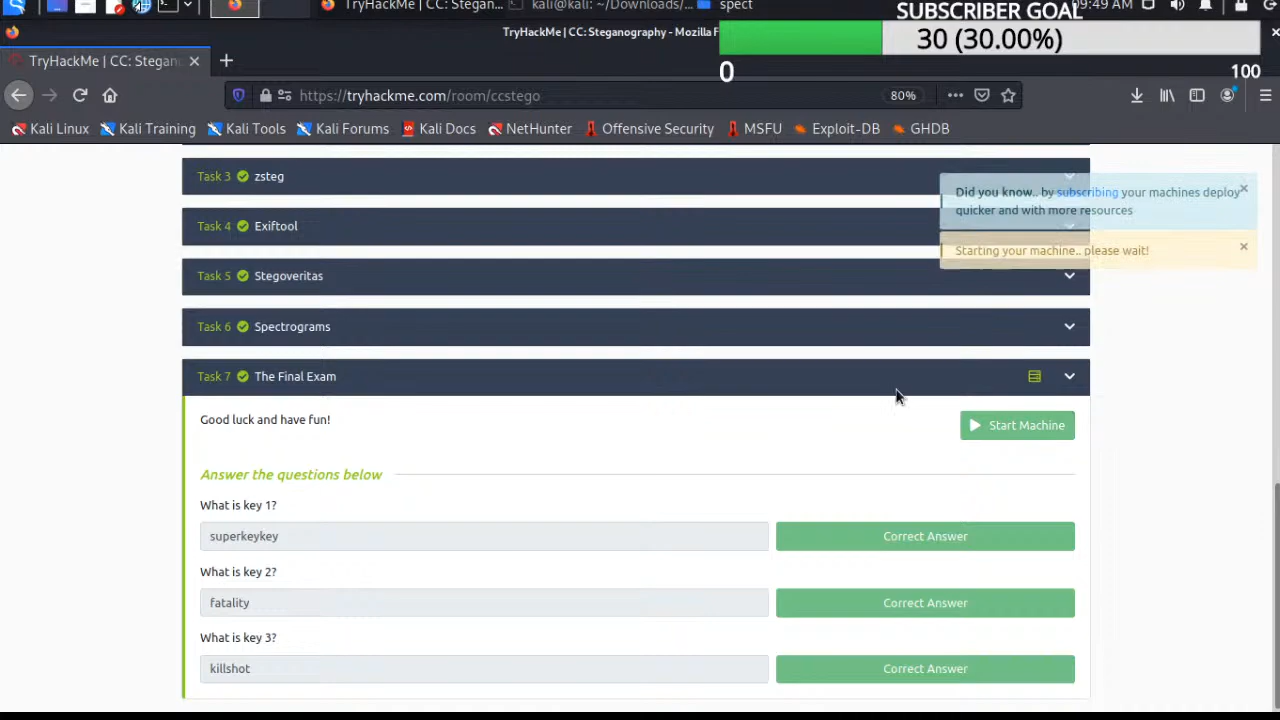 SUBSCRIBER GOAL
TryHackMe | CC: Stegan...
kali@kali: ~/Downloads/...
spect
09:49 AM
TryHackMe | CC: Steganography - Mozilla F
30 (30.00%)
0
100
TryHackMe | CC: Stegan
https://tryhackme.com/room/ccstego
80%
Kali Linux
Kali Training
Kali Tools
Kali Forums
Kali Docs
NetHunter
Offensive Security
MSFU
Exploit-DB
GHDB
Task 3 zsteg
Did you know.. by subscribing your machines deploy
quicker and with more resources
Task 4 Exiftool
Starting your machine.. please wait!
Task 5 Stegoveritas
Task 6 Spectrograms
Task 7 The Final Exam
Good luck and have fun!
Start Machine
Answer the questions below
What is key 1?
superkeykey
Correct Answer
What is key 2?
fatality
Correct Answer
What is key 3?
killshot
Correct Answer